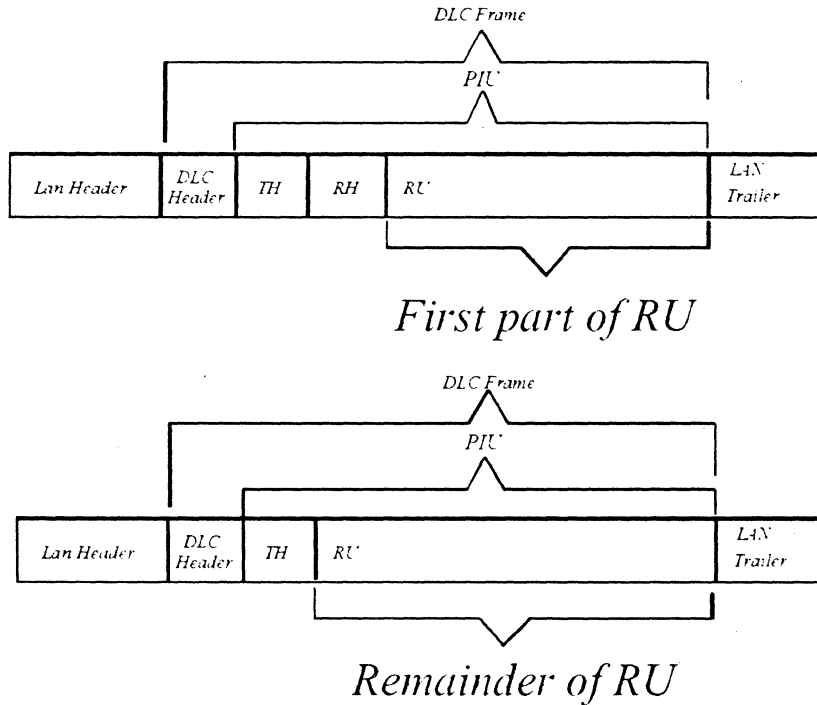 DLC Frame
PIU
Lan Header
DLC Header
TH
RH
RU
LAN Trailer
First part of RU
DLC Frame
PIU
Lan Header
DLC Header
TH
RU
LAN Trailer
Remainder of RU